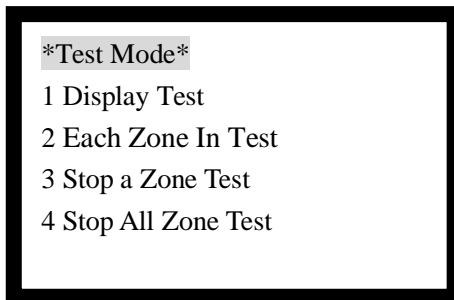 *Test Mode*
1 Display Test
2 Each Zone In Test
3 Stop a Zone Test
4 Stop All Zone Test